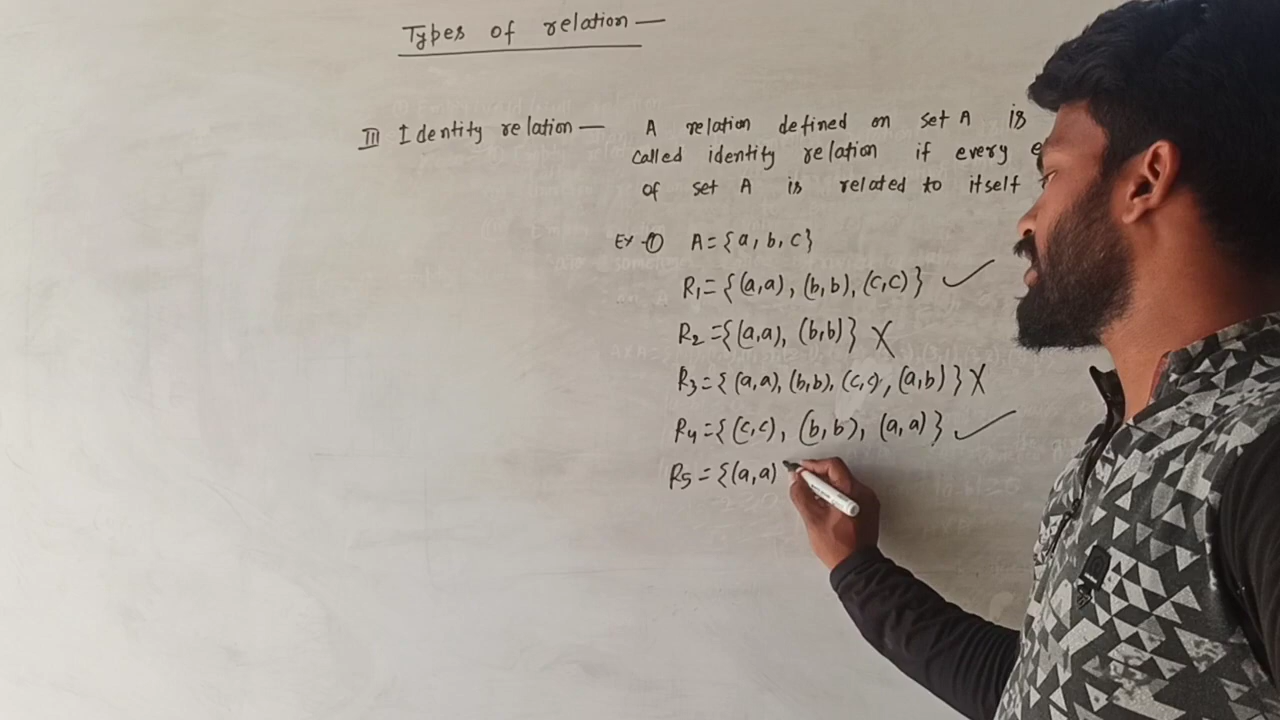 Types of relation —
III Identity relation — A relation defined on set A is
called identity relation if every
of set A is related to itself
Ex-① A = {a, b, c}
R₁ = {(a,a), (b,b), (c,c)} ✓
R₂ = {(a,a), (b,b)} X
R₃ = {(a,a), (b,b), (c,c), (a,b)} X
R₄ = {(c,c), (b,b), (a,a)} ✓
R₅ = {(a,a)